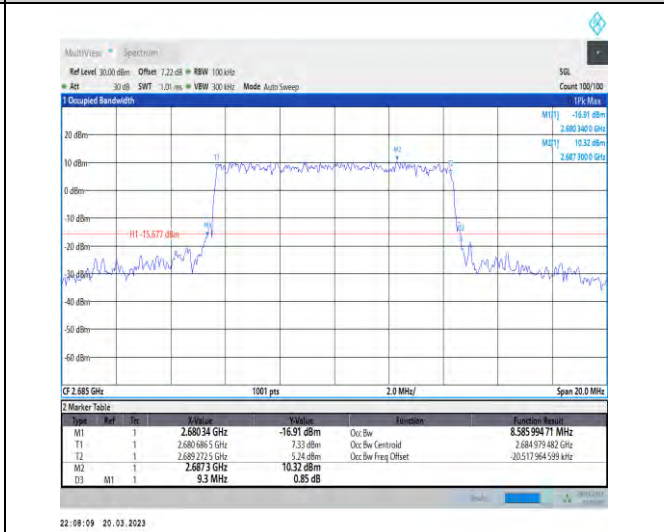 MultiView Spectrum
Ref Level 30.00 dBm Offset 7.22 dB RBW 100 kHz SGL
Att 30 dB SWT 1.01 ms VBW 300 kHz Mode Auto Sweep Count 100/100
1 Occupied Bandwidth 1Pk Max
M1[1] -16.91 dBm
2.680 340 0 GHz
M2[1] 10.32 dBm
2.687 300 0 GHz
20 dBm
T1 M2
10 dBm
0 dBm
-10 dBm
H1 -15.677 dBm
-20 dBm
-30 dBm
-40 dBm
-50 dBm
-60 dBm
CF 2.685 GHz 1001 pts 2.0 MHz/ Span 20.0 MHz
2 Marker Table
Type Ref Trc X-Value Y-Value Function Function Result
M1 1 2.680 34 GHz -16.91 dBm Occ Bw 8.585 994 71 MHz
T1 1 2.680 686 5 GHz 7.33 dBm Occ Bw Centroid 2.684 979 482 GHz
T2 1 2.689 272 5 GHz 5.24 dBm Occ Bw Freq Offset -20.517 964 599 kHz
M2 1 2.687 3 GHz 10.32 dBm
D3 M1 1 9.3 MHz 0.85 dB
22:08:09 20.03.2023